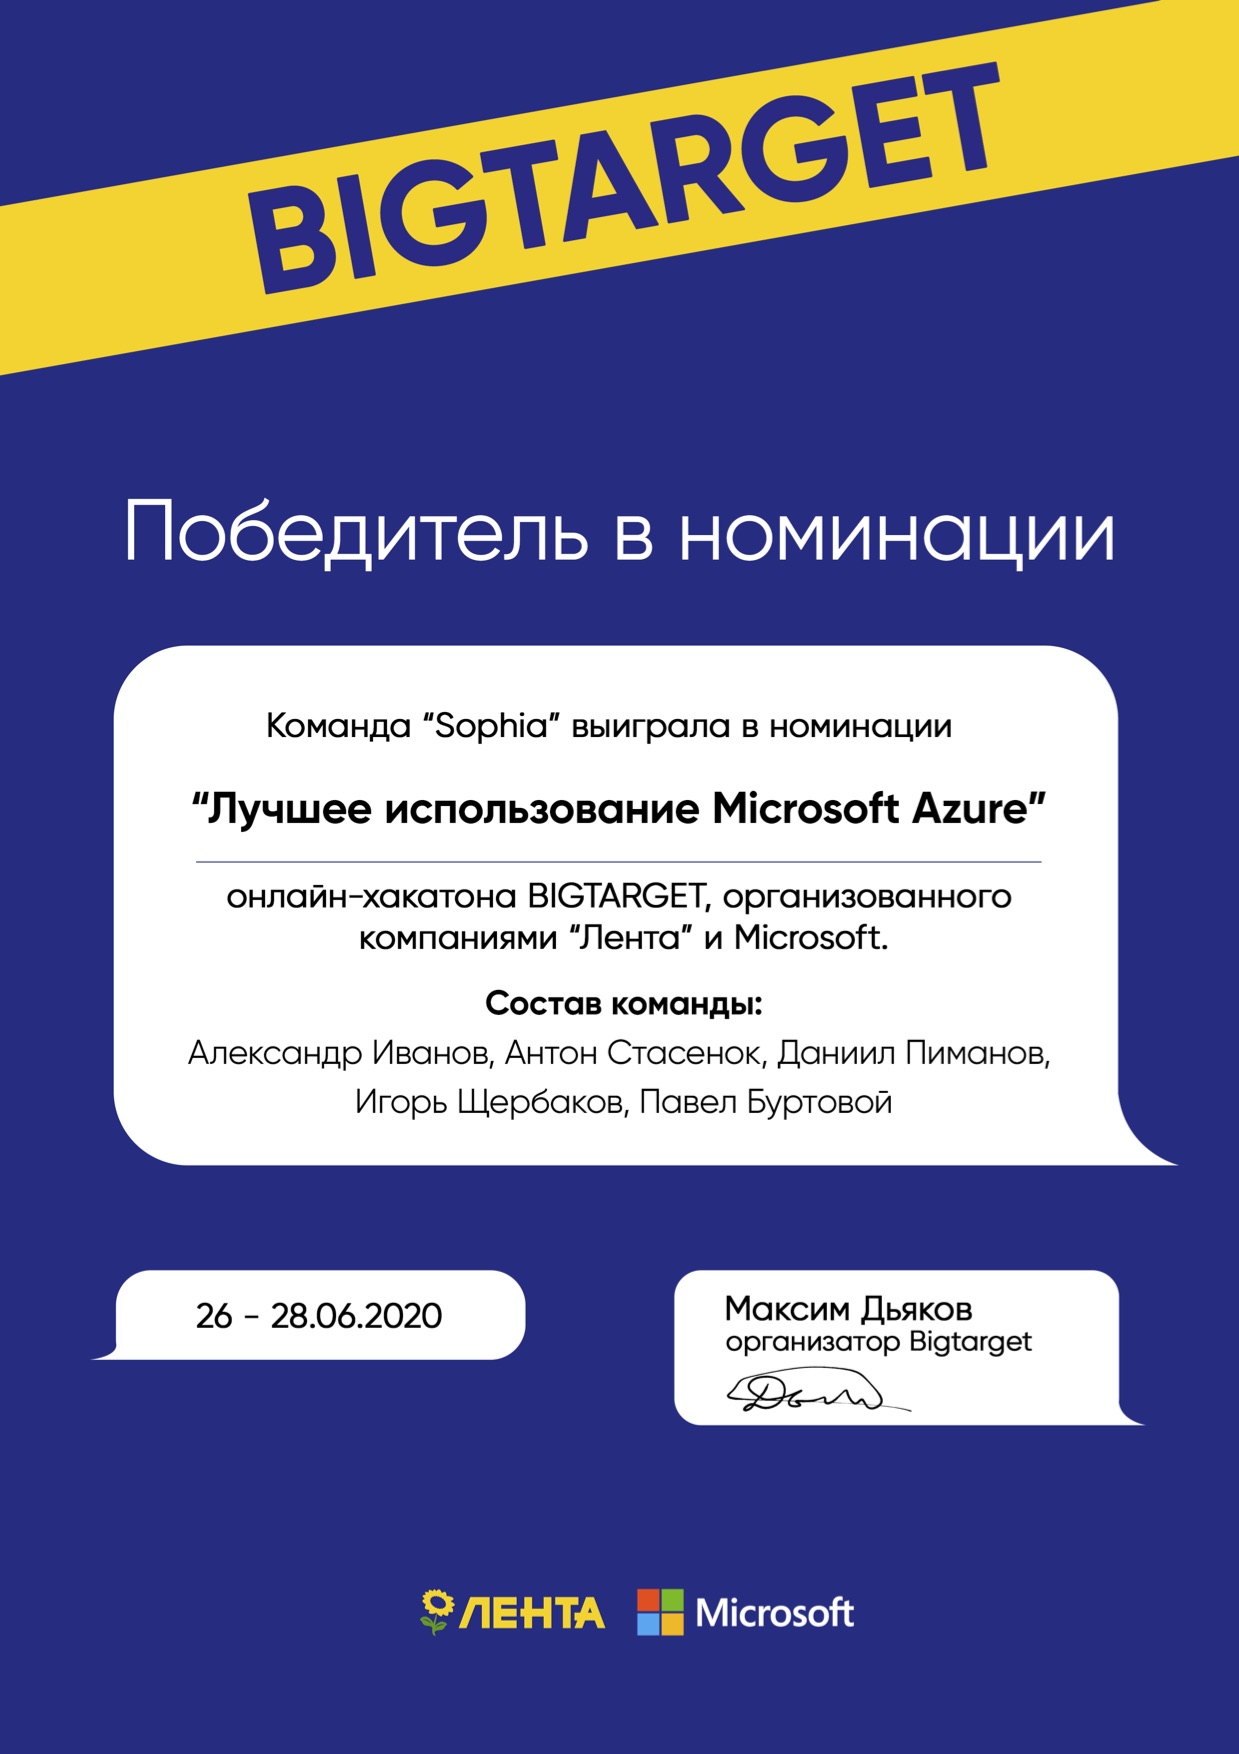 BIGTARGET
Победитель в номинации
Команда “Sophia” выиграла в номинации
“Лучшее использование Microsoft Azure”
онлайн-хакатона BIGTARGET, организованного
компаниями “Лента” и Microsoft.
Состав команды:
Александр Иванов, Антон Стасенок, Даниил Пиманов,
Игорь Щербаков, Павел Буртовой
26 - 28.06.2020
Максим Дьяков
организатор Bigtarget
ЛЕНТА Microsoft